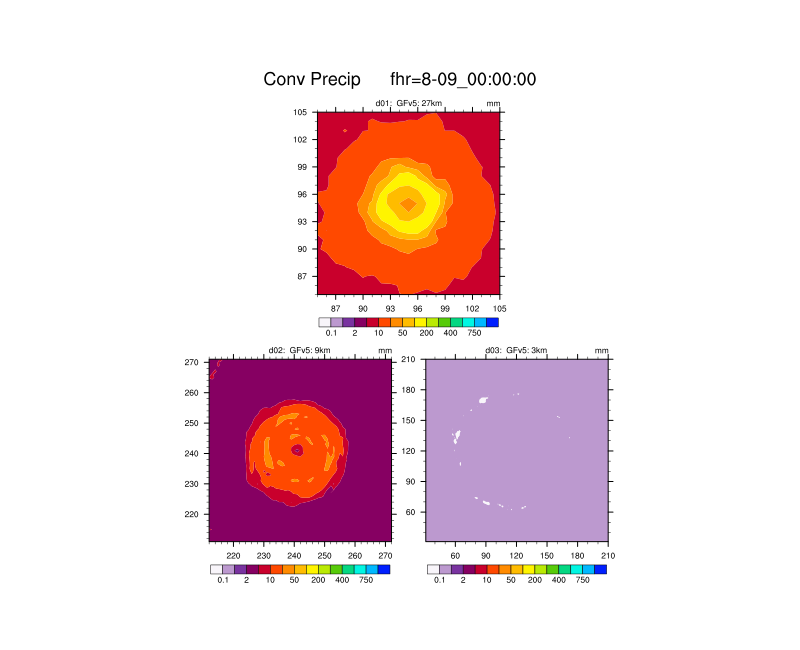 Conv Precip fhr=8-09_00:00:00
d01: GFv5: 27km mm
105
102
99
96
93
90
87
87 90 93 96 99 102 105
0.1 2 10 50 200 400 750
d02: GFv5: 9km mm
270
260
250
240
230
220
220 230 240 250 260 270
0.1 2 10 50 200 400 750
d03: GFv5: 3km mm
210
180
150
120
90
60
60 90 120 150 180 210
0.1 2 10 50 200 400 750